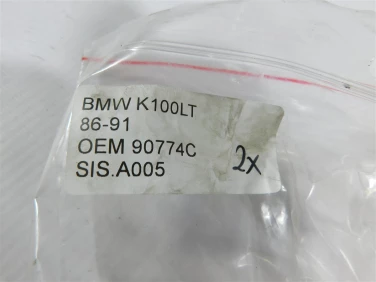 BMW K100LT
86-91
OEM 90774C
SIS.A005
2x